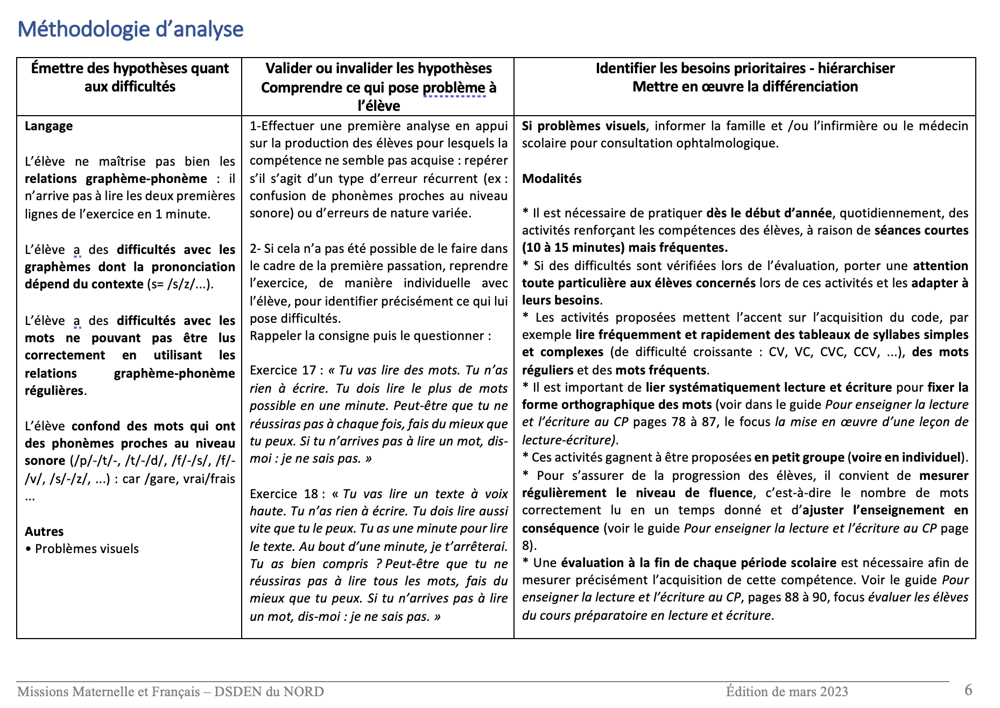 Méthodologie d’analyse
Émettre des hypothèses quant
aux difficultés
Valider ou invalider les hypothèses
Comprendre ce qui pose problème à
l’élève
Identifier les besoins prioritaires - hiérarchiser
Mettre en œuvre la différenciation
Langage
L’élève ne maîtrise pas bien les
relations graphème-phonème : il
n’arrive pas à lire les deux premières
lignes de l’exercice en 1 minute.
L’élève a des difficultés avec les
graphèmes dont la prononciation
dépend du contexte (s= /s/z/...).
L’élève a des difficultés avec les
mots ne pouvant pas être lus
correctement en utilisant les
relations graphème-phonème
régulières.
L’élève confond des mots qui ont
des phonèmes proches au niveau
sonore (/p/-/t/-, /t/-/d/, /f/-/s/, /f/-
/v/, /s/-/z/, ...) : car /gare, vrai/frais
...
Autres
• Problèmes visuels
1-Effectuer une première analyse en appui
sur la production des élèves pour lesquels la
compétence ne semble pas acquise : repérer
s’il s’agit d’un type d’erreur récurrent (ex :
confusion de phonèmes proches au niveau
sonore) ou d’erreurs de nature variée.
2- Si cela n’a pas été possible de le faire dans
le cadre de la première passation, reprendre
l’exercice, de manière individuelle avec
l’élève, pour identifier précisément ce qui lui
pose difficultés.
Rappeler la consigne puis le questionner :
Exercice 17 : « Tu vas lire des mots. Tu n’as
rien à écrire. Tu dois lire le plus de mots
possible en une minute. Peut-être que tu ne
réussiras pas à chaque fois, fais du mieux que
tu peux. Si tu n’arrives pas à lire un mot, dis-
moi : je ne sais pas. »
Exercice 18 : « Tu vas lire un texte à voix
haute. Tu n’as rien à écrire. Tu dois lire aussi
vite que tu le peux. Tu as une minute pour lire
le texte. Au bout d’une minute, je t’arrêterai.
Tu as bien compris ? Peut-être que tu ne
réussiras pas à lire tous les mots, fais du
mieux que tu peux. Si tu n’arrives pas à lire
un mot, dis-moi : je ne sais pas. »
Si problèmes visuels, informer la famille et /ou l’infirmière ou le médecin
scolaire pour consultation ophtalmologique.
Modalités
* Il est nécessaire de pratiquer dès le début d’année, quotidiennement, des
activités renforçant les compétences des élèves, à raison de séances courtes
(10 à 15 minutes) mais fréquentes.
* Si des difficultés sont vérifiées lors de l’évaluation, porter une attention
toute particulière aux élèves concernés lors de ces activités et les adapter à
leurs besoins.
* Les activités proposées mettent l’accent sur l’acquisition du code, par
exemple lire fréquemment et rapidement des tableaux de syllabes simples
et complexes (de difficulté croissante : CV, VC, CVC, CCV, ...), des mots
réguliers et des mots fréquents.
* Il est important de lier systématiquement lecture et écriture pour fixer la
forme orthographique des mots (voir dans le guide Pour enseigner la lecture
et l’écriture au CP pages 78 à 87, le focus la mise en œuvre d’une leçon de
lecture-écriture).
* Ces activités gagnent à être proposées en petit groupe (voire en individuel).
* Pour s’assurer de la progression des élèves, il convient de mesurer
régulièrement le niveau de fluence, c’est-à-dire le nombre de mots
correctement lu en un temps donné et d’ajuster l’enseignement en
conséquence (voir le guide Pour enseigner la lecture et l’écriture au CP page
8).
* Une évaluation à la fin de chaque période scolaire est nécessaire afin de
mesurer précisément l’acquisition de cette compétence. Voir le guide Pour
enseigner la lecture et l’écriture au CP, pages 88 à 90, focus évaluer les élèves
du cours préparatoire en lecture et écriture.
Missions Maternelle et Français – DSDEN du NORD
Édition de mars 2023
6